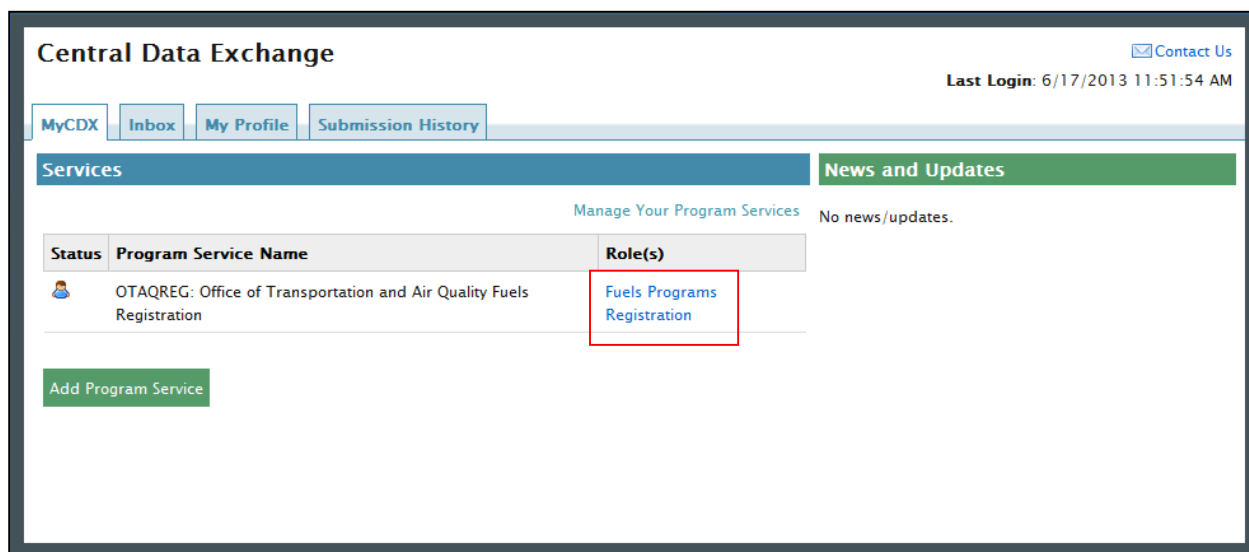 Central Data Exchange
Contact Us
Last Login: 6/17/2013 11:51:54 AM
MyCDX
Inbox
My Profile
Submission History
Services
News and Updates
Manage Your Program Services
No news/updates.
Status Program Service Name Role(s)
OTAQREG: Office of Transportation and Air Quality Fuels
Registration
Fuels Programs
Registration
Add Program Service